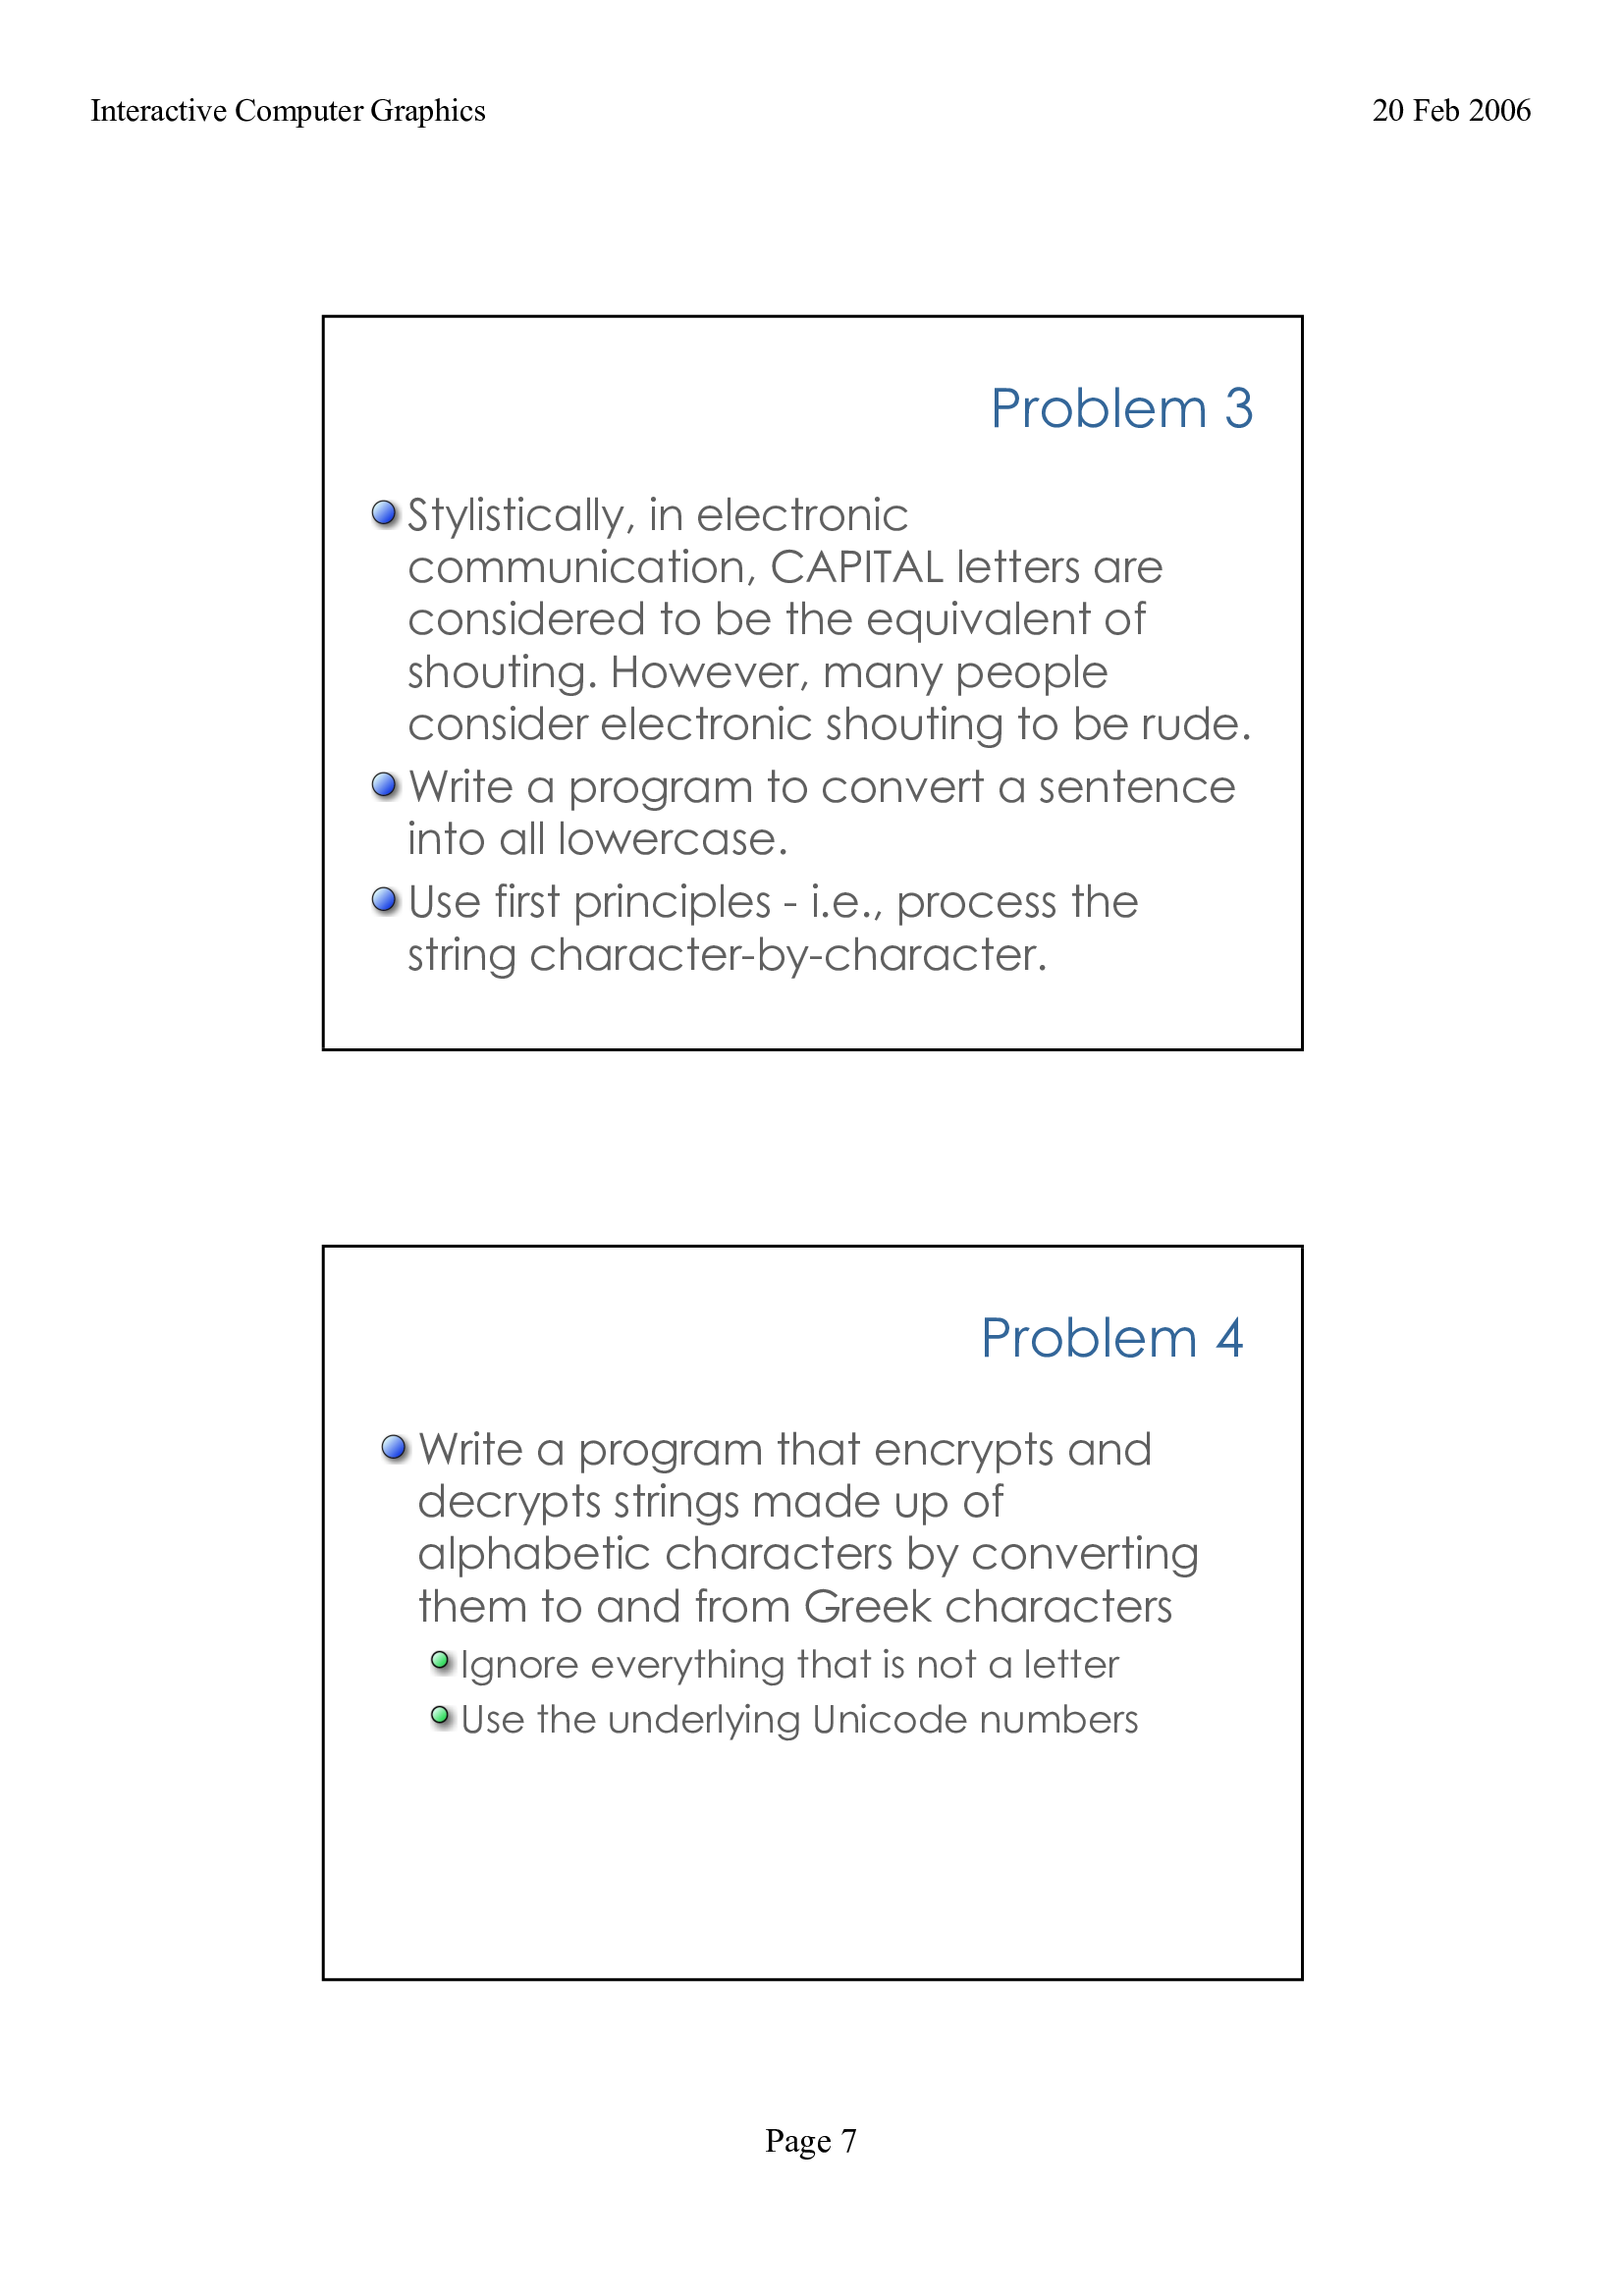 Interactive Computer Graphics
20 Feb 2006
Problem 3
Stylistically, in electronic
communication, CAPITAL letters are
considered to be the equivalent of
shouting. However, many people
consider electronic shouting to be rude.
Write a program to convert a sentence
into all lowercase.
Use first principles - i.e., process the
string character-by-character.
Problem 4
Write a program that encrypts and
decrypts strings made up of
alphabetic characters by converting
them to and from Greek characters
Ignore everything that is not a letter
Use the underlying Unicode numbers
Page 7